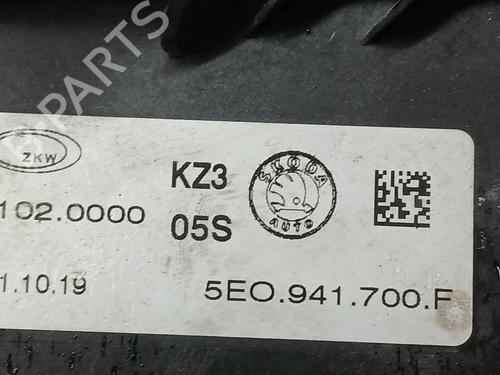 B-PARTS
ZKW
KZ3
SKODA
AUTO
102.0000
05S
1.10.19
5E0.941.700.F